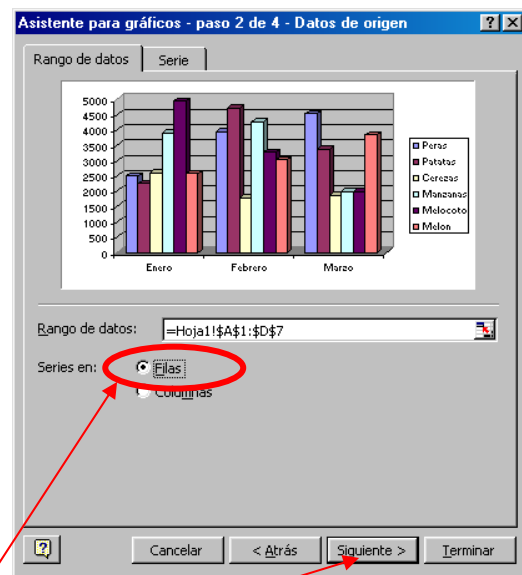 Asistente para gráficos - paso 2 de 4 - Datos de origen
Rango de datos
Serie
5000
4500
4000
3500
3000
2500
2000
1500
1000
500
0
Enero
Febrero
Marzo
Peras
Patatas
Cerezas
Manzanas
Melocoto
Melon
Rango de datos:
=Hoja1!$A$1:$D$7
Series en:
Filas
Columnas
Cancelar
< Atrás
Siguiente >
Terminar